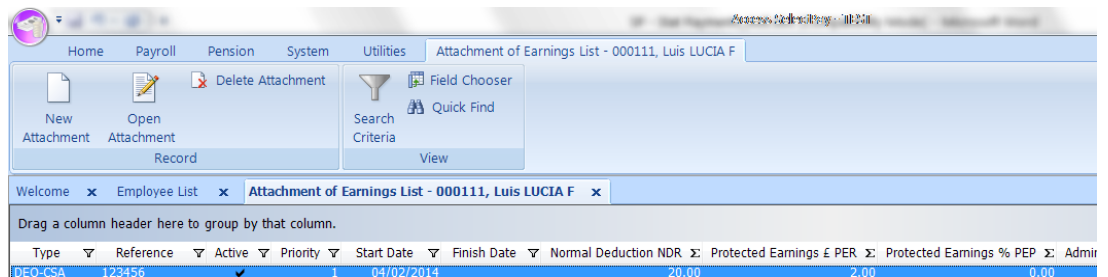 Home Payroll Pension System Utilities Attachment of Earnings List - 000111, Luis LUCIA F
New Attachment
Open Attachment
Delete Attachment
Record
Search Criteria
Field Chooser
Quick Find
View
Welcome x Employee List x Attachment of Earnings List - 000111, Luis LUCIA F x
Drag a column header here to group by that column.
Type Reference Active Priority Start Date Finish Date Normal Deduction NDR Σ Protected Earnings £ PER Σ Protected Earnings % PEP Σ Admi
DEO-CSA 123456 ✔ 1 04/02/2014 20.00 2.00 0.00